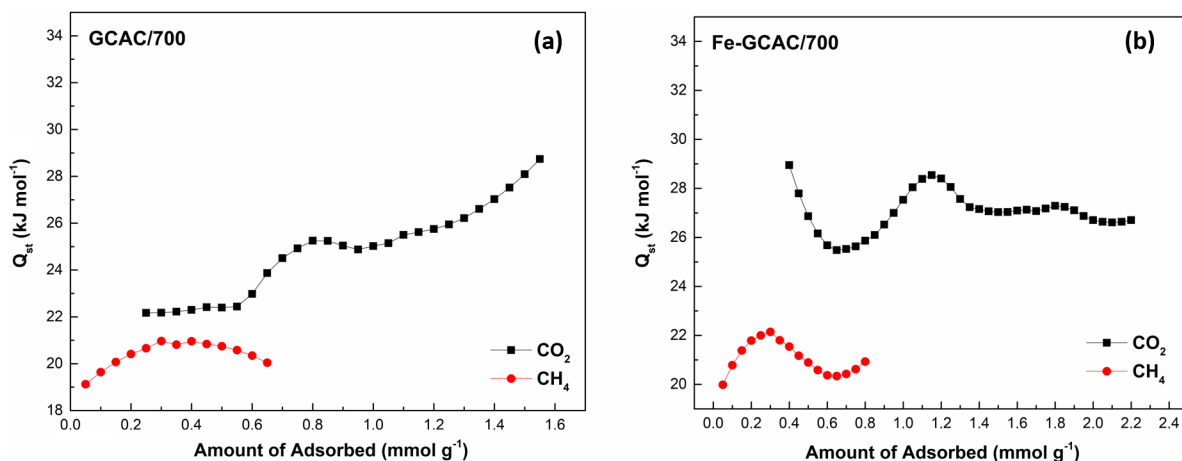 GCAC/700
(a)
34
32
30
28
26
24
22
20
18
Qst (kJ mol-1)
CO2
CH4
0.0 0.2 0.4 0.6 0.8 1.0 1.2 1.4 1.6
Amount of Adsorbed (mmol g-1)
Fe-GCAC/700
(b)
34
32
30
28
26
24
22
20
Qst (kJ mol-1)
CO2
CH4
0.0 0.2 0.4 0.6 0.8 1.0 1.2 1.4 1.6 1.8 2.0 2.2 2.4
Amount of Adsorbed (mmol g-1)